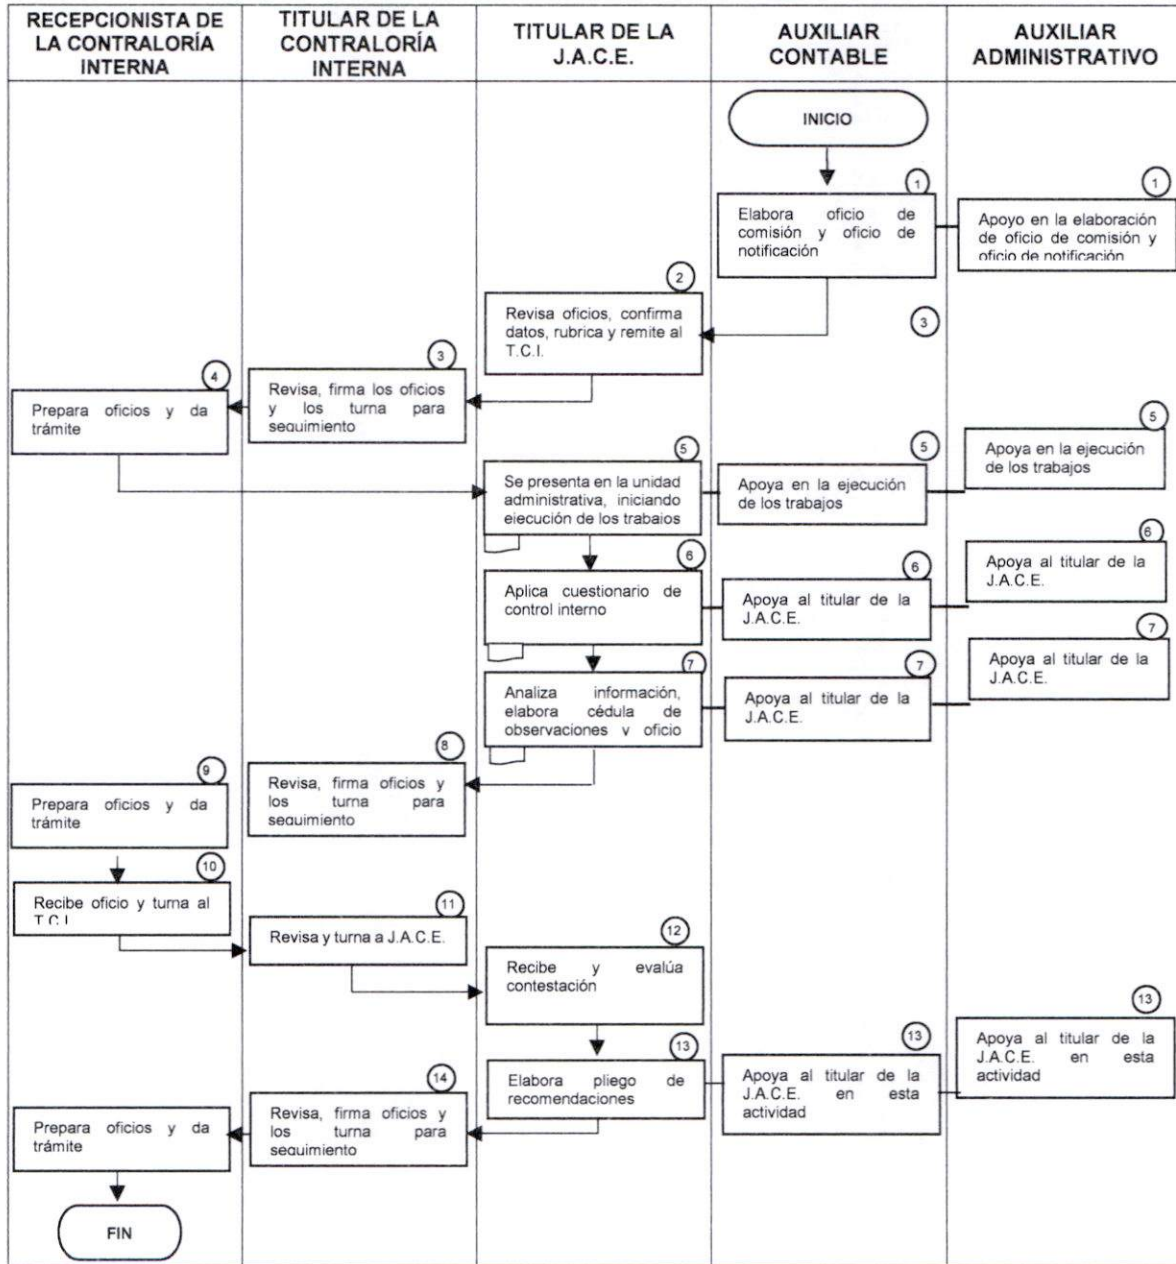 RECEPCIONISTA DE
LA CONTRALORÍA
INTERNA
TITULAR DE LA
CONTRALORÍA
INTERNA
TITULAR DE LA
J.A.C.E.
AUXILIAR
CONTABLE
AUXILIAR
ADMINISTRATIVO
INICIO
1
Elabora oficio de
comisión y oficio de
notificación
1
Apoyo en la elaboración
de oficio de comisión y
oficio de notificación
2
Revisa oficios, confirma
datos, rubrica y remite al
T.C.I.
3
3
Revisa, firma los oficios
y los turna para
seguimiento
4
Prepara oficios y da
trámite
5
Se presenta en la unidad
administrativa, iniciando
ejecución de los trabajos
5
Apoya en la ejecución
de los trabajos
5
Apoya en la ejecución
de los trabajos
6
Aplica cuestionario de
control interno
6
Apoya al titular de la
J.A.C.E.
6
Apoya al titular de la
J.A.C.E.
7
Analiza información,
elabora cédula de
observaciones y oficio
7
Apoya al titular de la
J.A.C.E.
7
Apoya al titular de la
J.A.C.E.
8
Revisa, firma oficios y
los turna para
seguimiento
9
Prepara oficios y da
trámite
10
Recibe oficio y turna al
T.C.I.
11
Revisa y turna a J.A.C.E.
12
Recibe y evalúa
contestación
13
Elabora pliego de
recomendaciones
13
Apoya al titular de la
J.A.C.E. en esta
actividad
13
Apoya al titular de la
J.A.C.E. en esta
actividad
14
Revisa, firma oficios y
los turna para
seguimiento
Prepara oficios y da
trámite
FIN